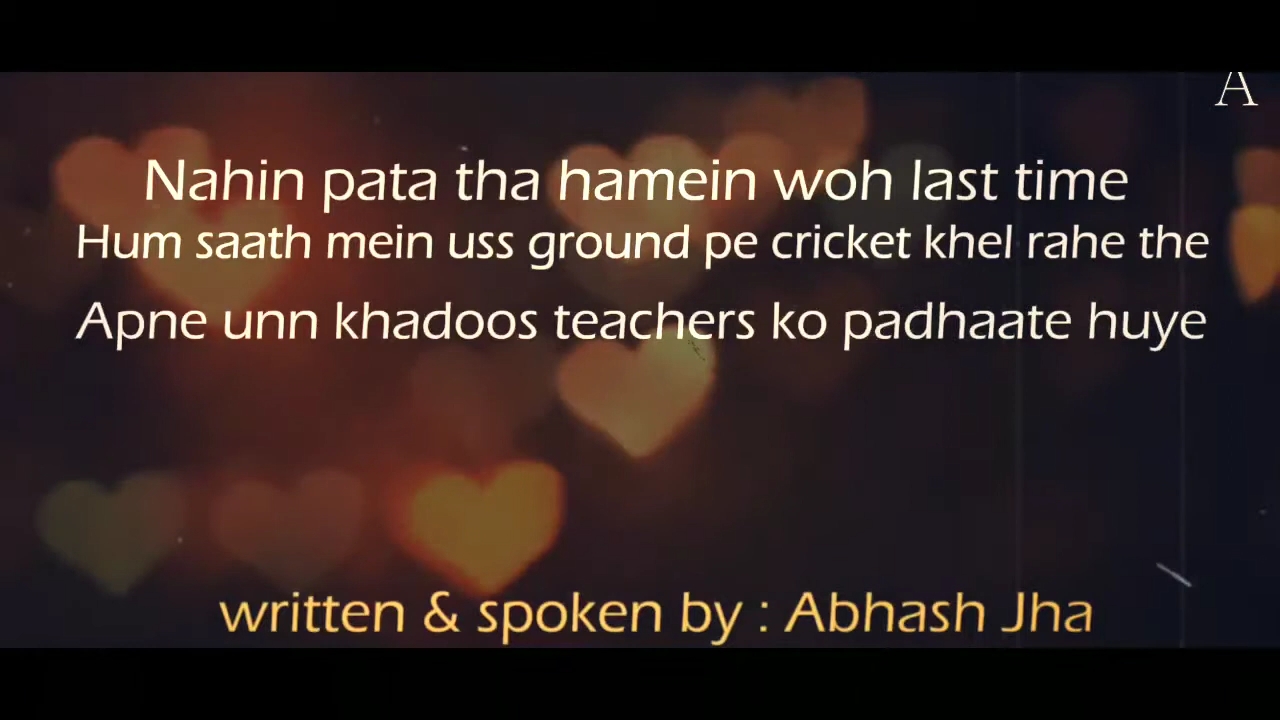 A
Nahin pata tha hamein woh last time
Hum saath mein uss ground pe cricket khel rahe the
Apne unn khadoos teachers ko padhaate huye
written & spoken by : Abhash Jha